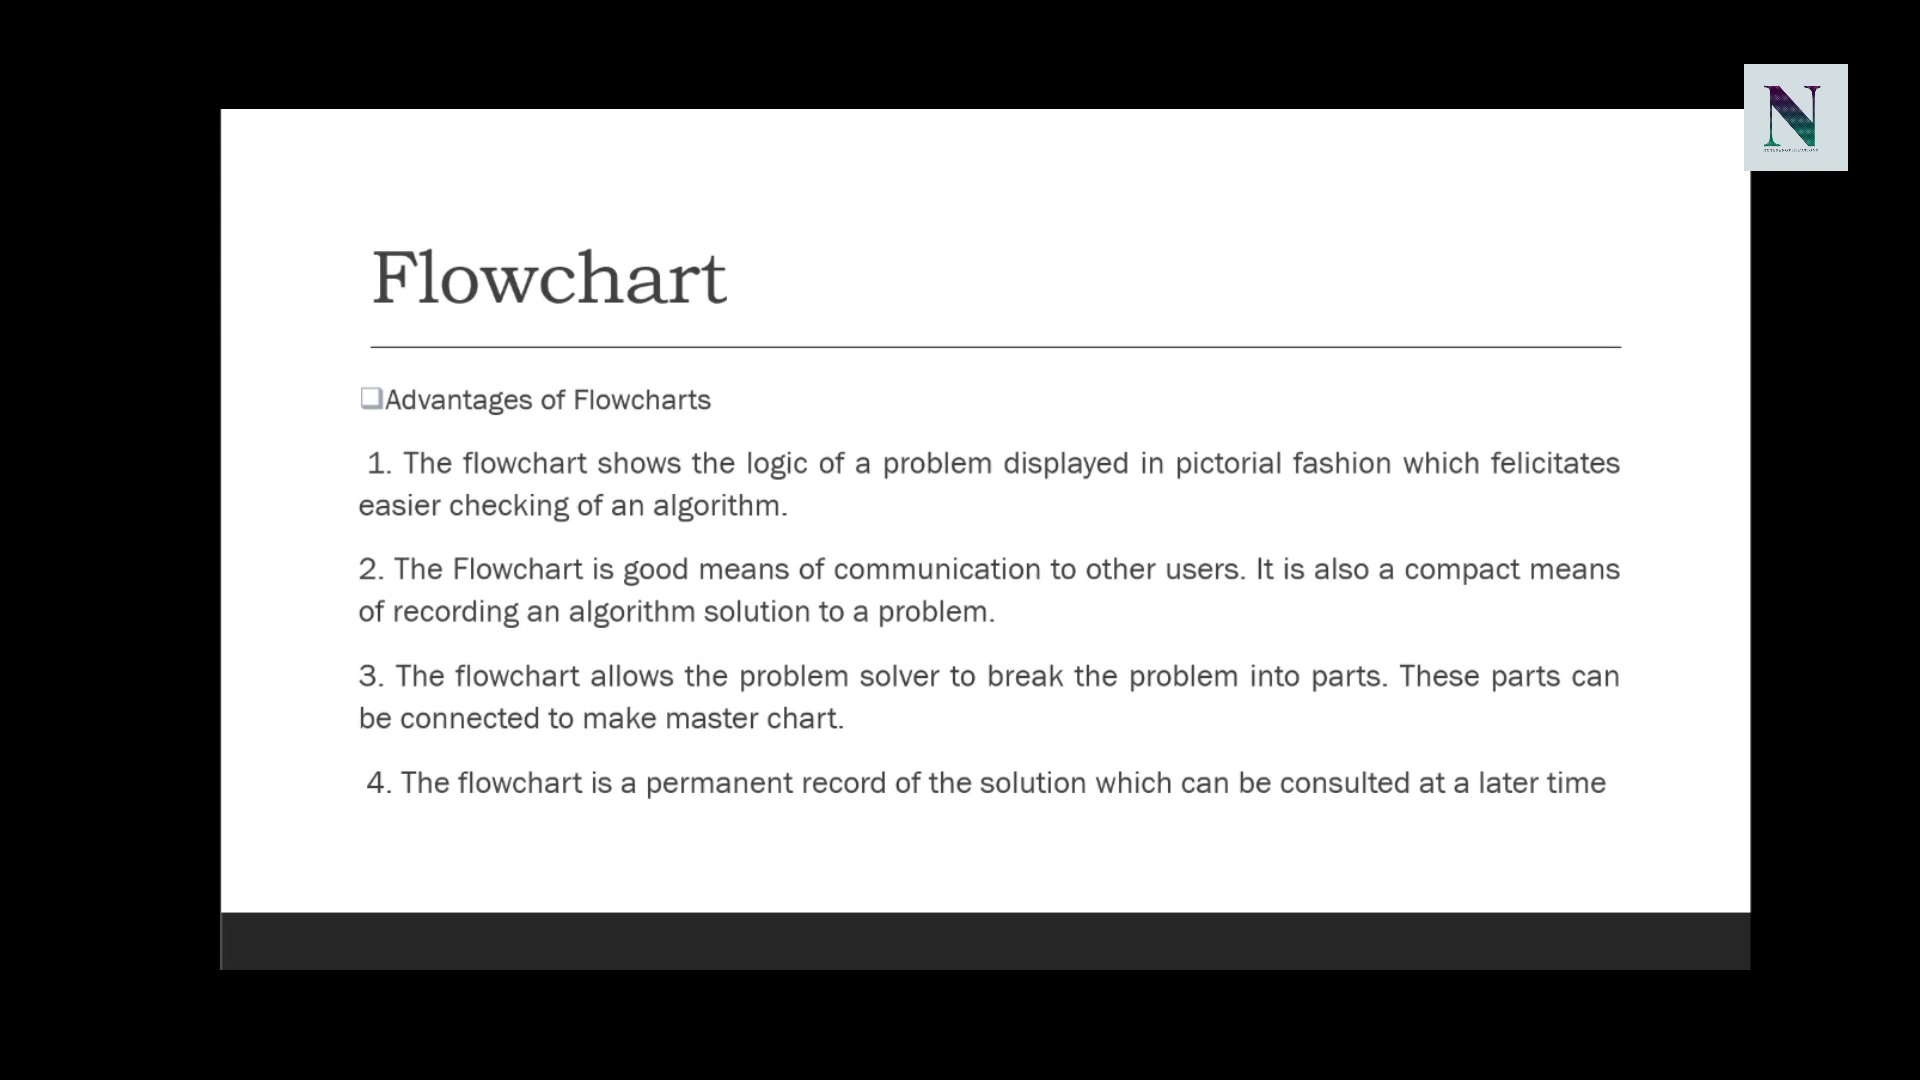 N
Flowchart
Advantages of Flowcharts
1. The flowchart shows the logic of a problem displayed in pictorial fashion which felicitates
easier checking of an algorithm.
2. The Flowchart is good means of communication to other users. It is also a compact means
of recording an algorithm solution to a problem.
3. The flowchart allows the problem solver to break the problem into parts. These parts can
be connected to make master chart.
4. The flowchart is a permanent record of the solution which can be consulted at a later time